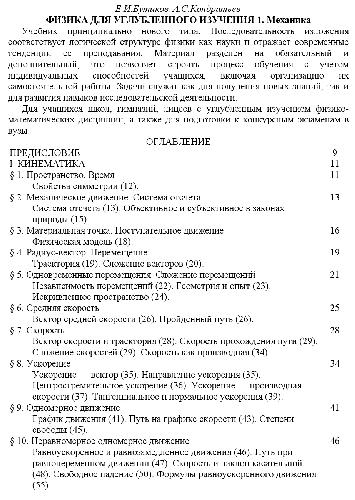 Е.И.Бутиков, А.С.Кондратьев
ФИЗИКА ДЛЯ УГЛУБЛЕННОГО ИЗУЧЕНИЯ 1. Механика
Учебник принципиально нового типа. Последовательность изложения
соответствует логической структуре физики как науки и отражает современные
тенденции ее преподавания. Материал разделен на обязательный и
дополнительный, что позволяет строить процесс обучения с учетом
индивидуальных способностей учащихся, включая организацию их
самостоятельной работы. Задачи служат как для получения новых знаний, так и
для развития навыков исследовательской деятельности.
Для учащихся школ, гимназий, лицеев с углубленным изучением физико-
математических дисциплин, а также для подготовки к конкурсным экзаменам в
вузы.
ОГЛАВЛЕНИЕ
ПРЕДИСЛОВИЕ 9
I. КИНЕМАТИКА 11
§ 1. Пространство. Время 11
Свойства симметрии (12).
§ 2. Механическое движение. Система отсчета 13
Система отсчета (13). Объективное и субъективное в законах
природы (15)
§ 3. Материальная точка. Поступательное движение 16
Физическая модель (18).
§ 4. Радиус-вектор. Перемещение 19
Траектория (19). Сложение векторов (20).
§ 5. Одновременные перемещения. Сложение перемещений 21
Независимость перемещений (22). Геометрия и опыт (23).
Искривленное пространство (24).
§ 6. Средняя скорость 25
Вектор средней скорости (26). Пройденный путь (26).
§ 7. Скорость 28
Вектор скорости и траектория (28). Скорость прохождения пути (29).
Сложение скоростей (29). Скорость как производная (34)
§ 8. Ускорение 34
Ускорение — вектор (35). Направление ускорения (35).
Центростремительное ускорение (36). Ускорение — производная
скорости (37). Тангенциальное и нормальное ускорения (39).
§ 9. Одномерное движение 41
График движения (41). Путь на графике скорости (43). Степени
свободы (45).
§ 10. Неравномерное одномерное движение 46
Равноускоренное и равнозамедленное движения (46). Путь при
равнопеременном движении (47). Скорость и наклон касательной
(48). Свободное падение (50). Формулы равноускоренного движения
(55)